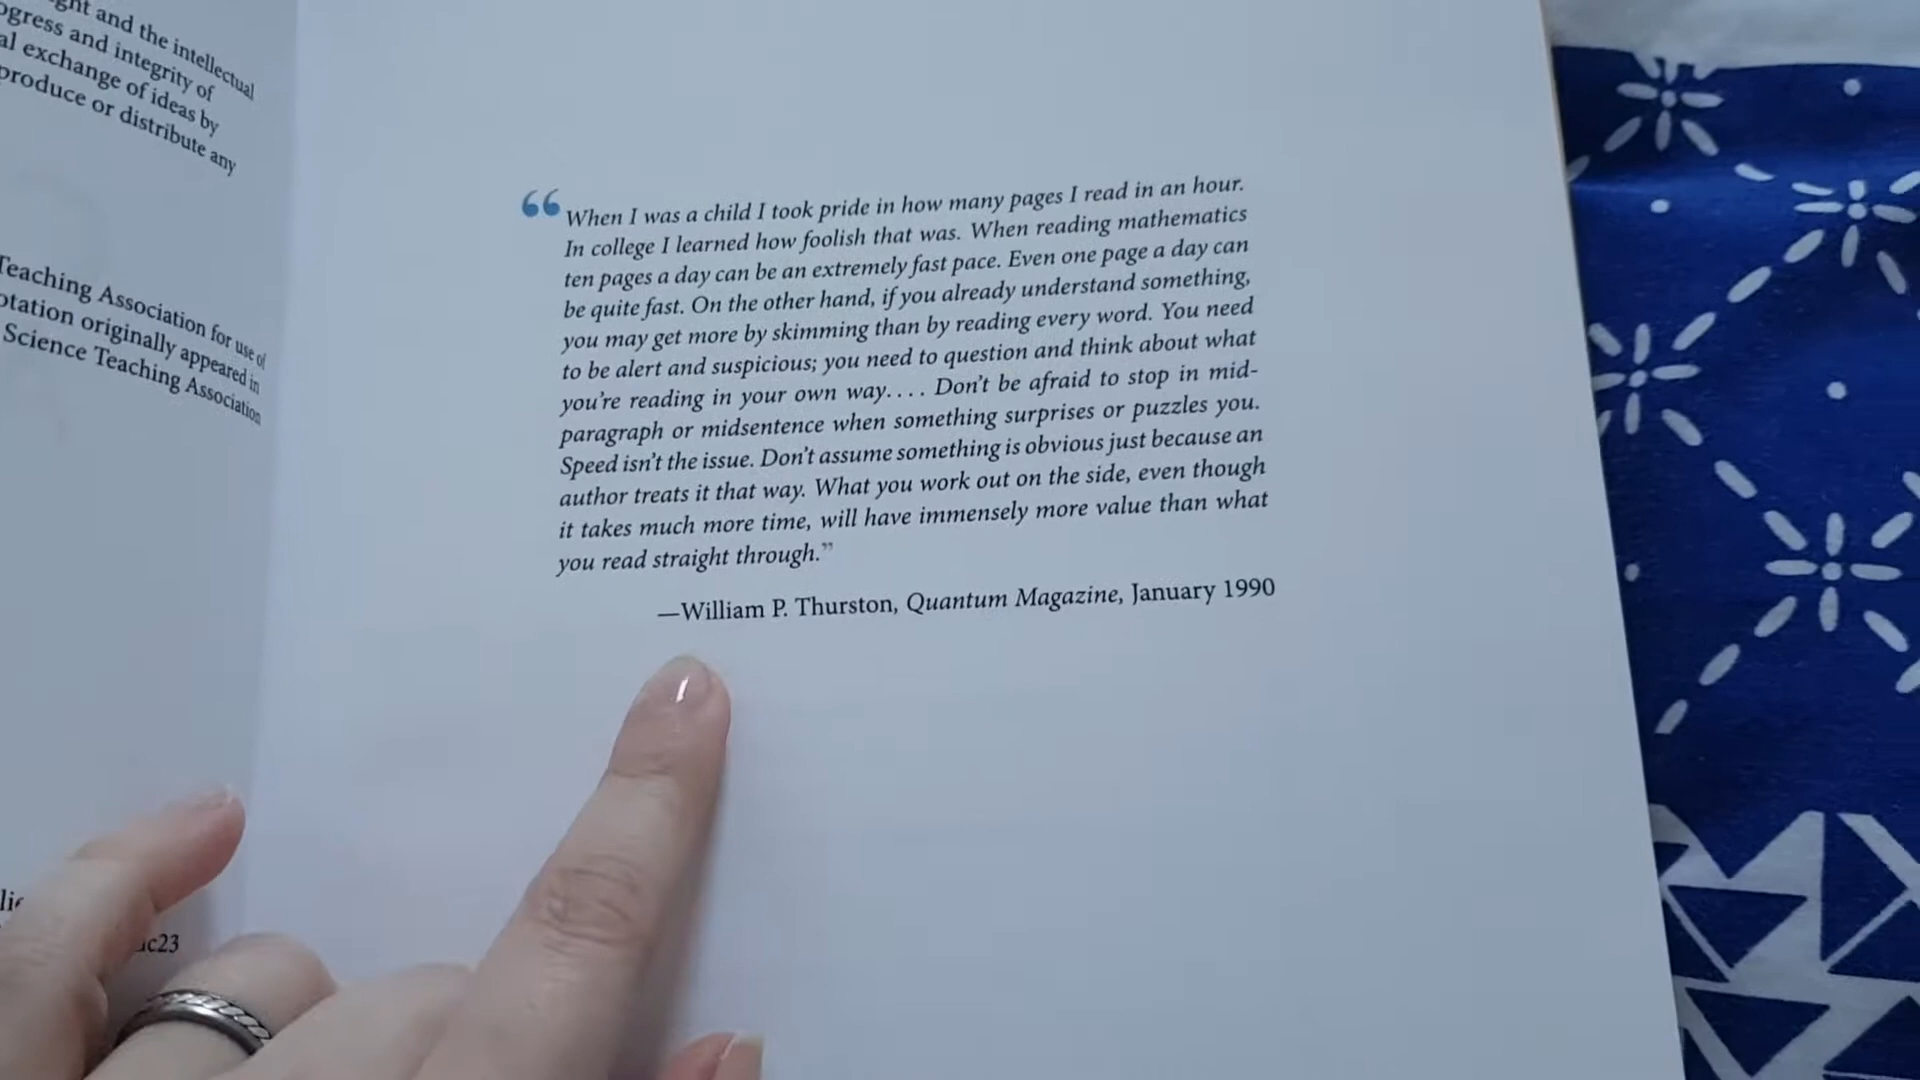 and the intellectual
ogress and integrity of
al exchange of ideas by
produce or distribute any
Teaching Association for use of
otation originally appeared in
Science Teaching Association
c23
“When I was a child I took pride in how many pages I read in an hour.
In college I learned how foolish that was. When reading mathematics
ten pages a day can be an extremely fast pace. Even one page a day can
be quite fast. On the other hand, if you already understand something,
you may get more by skimming than by reading every word. You need
to be alert and suspicious; you need to question and think about what
you’re reading in your own way.... Don’t be afraid to stop in mid-
paragraph or midsentence when something surprises or puzzles you.
Speed isn’t the issue. Don’t assume something is obvious just because an
author treats it that way. What you work out on the side, even though
it takes much more time, will have immensely more value than what
you read straight through.”
—William P. Thurston, Quantum Magazine, January 1990